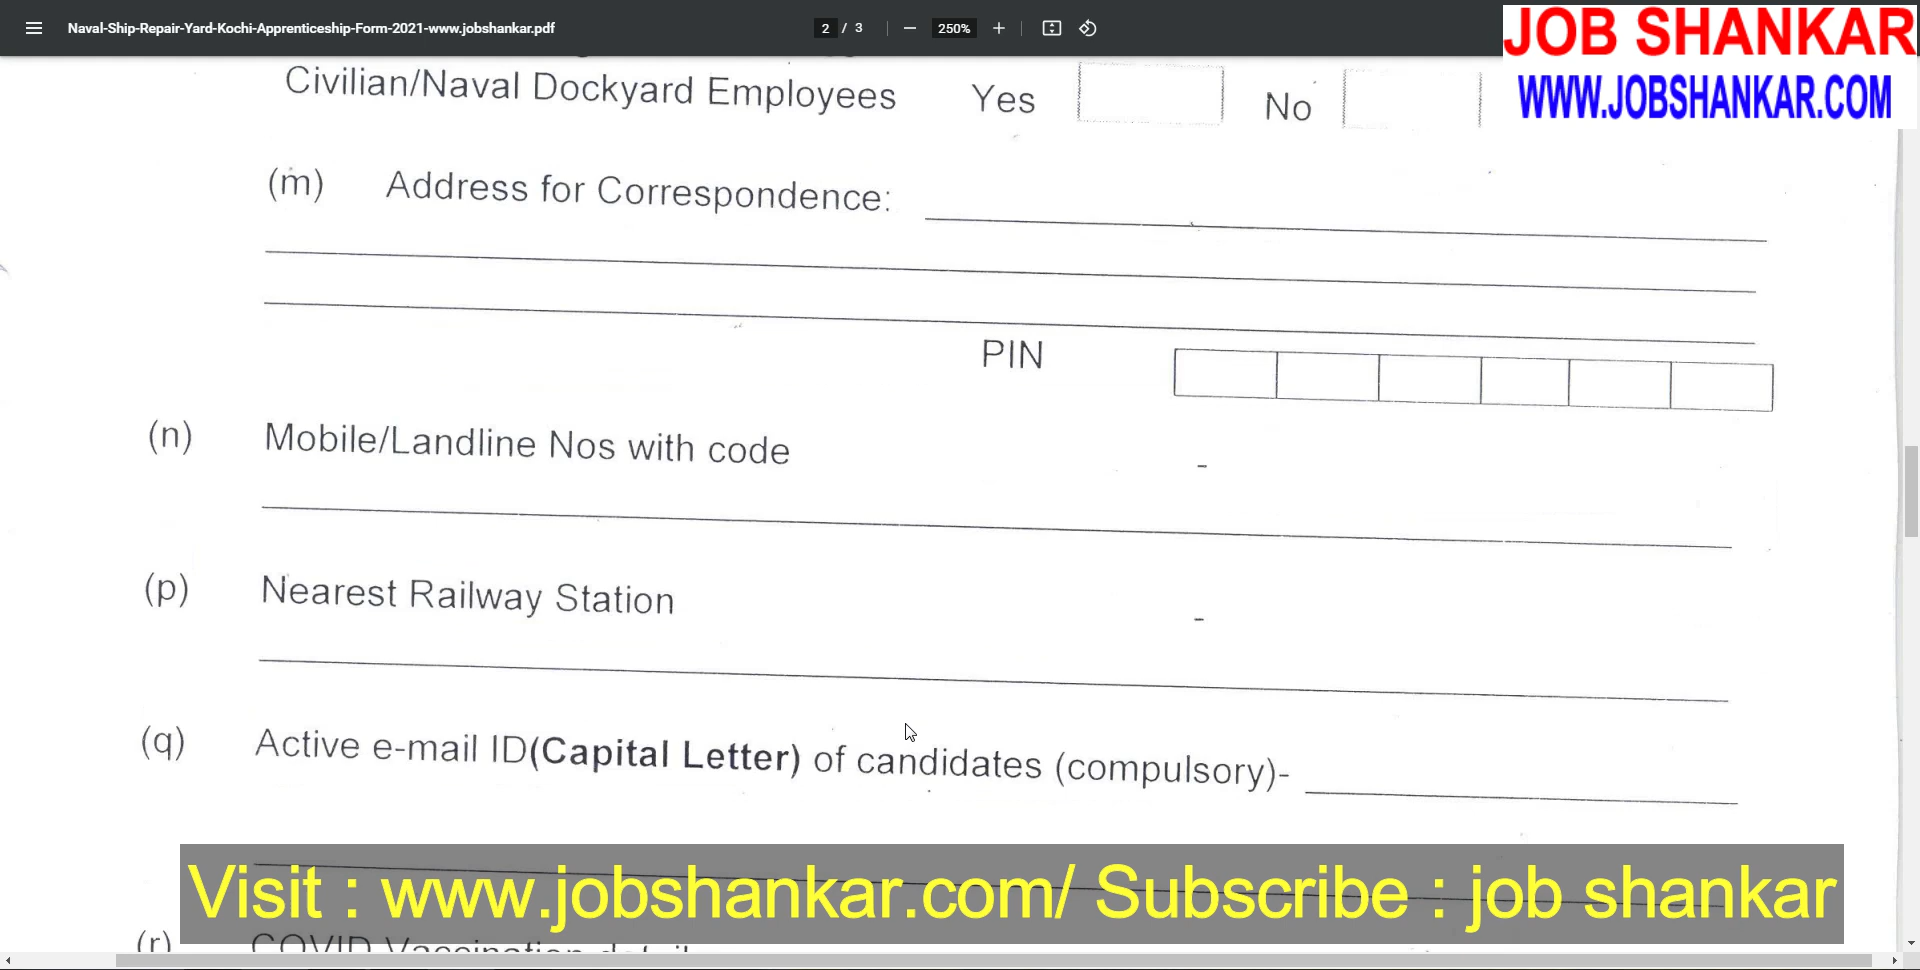 Naval-Ship-Repair-Yard-Kochi-Apprenticeship-Form-2021-www.jobshankar.pdf
2 / 3
250%
JOB SHANKAR
WWW.JOBSHANKAR.COM
Civilian/Naval Dockyard Employees Yes No
(m) Address for Correspondence:
PIN
(n) Mobile/Landline Nos with code -
(p) Nearest Railway Station -
(q) Active e-mail ID(Capital Letter) of candidates (compulsory)-
Visit : www.jobshankar.com/ Subscribe : job shankar
(r) COVID Vaccination